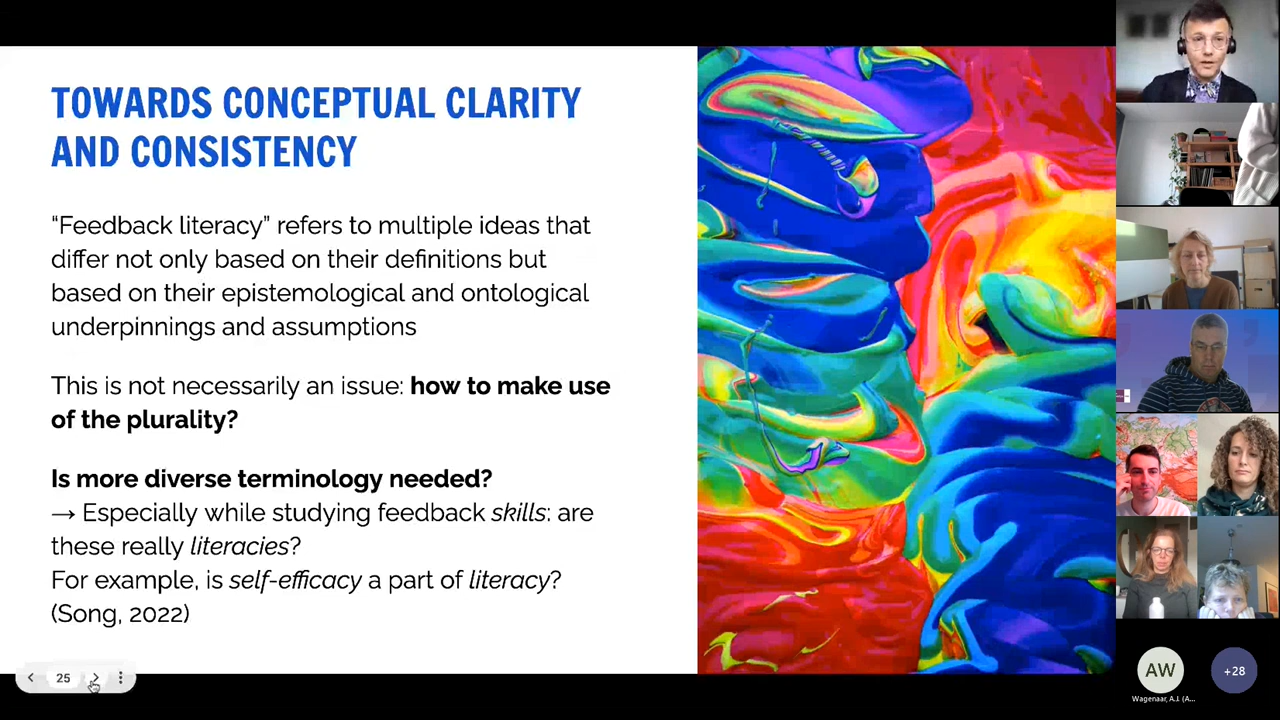 TOWARDS CONCEPTUAL CLARITY
AND CONSISTENCY
“Feedback literacy” refers to multiple ideas that
differ not only based on their definitions but
based on their epistemological and ontological
underpinnings and assumptions
This is not necessarily an issue: how to make use
of the plurality?
Is more diverse terminology needed?
→ Especially while studying feedback skills: are
these really literacies?
For example, is self-efficacy a part of literacy?
(Song, 2022)
25
AW
Wagenaar, A.I. (A...
+28